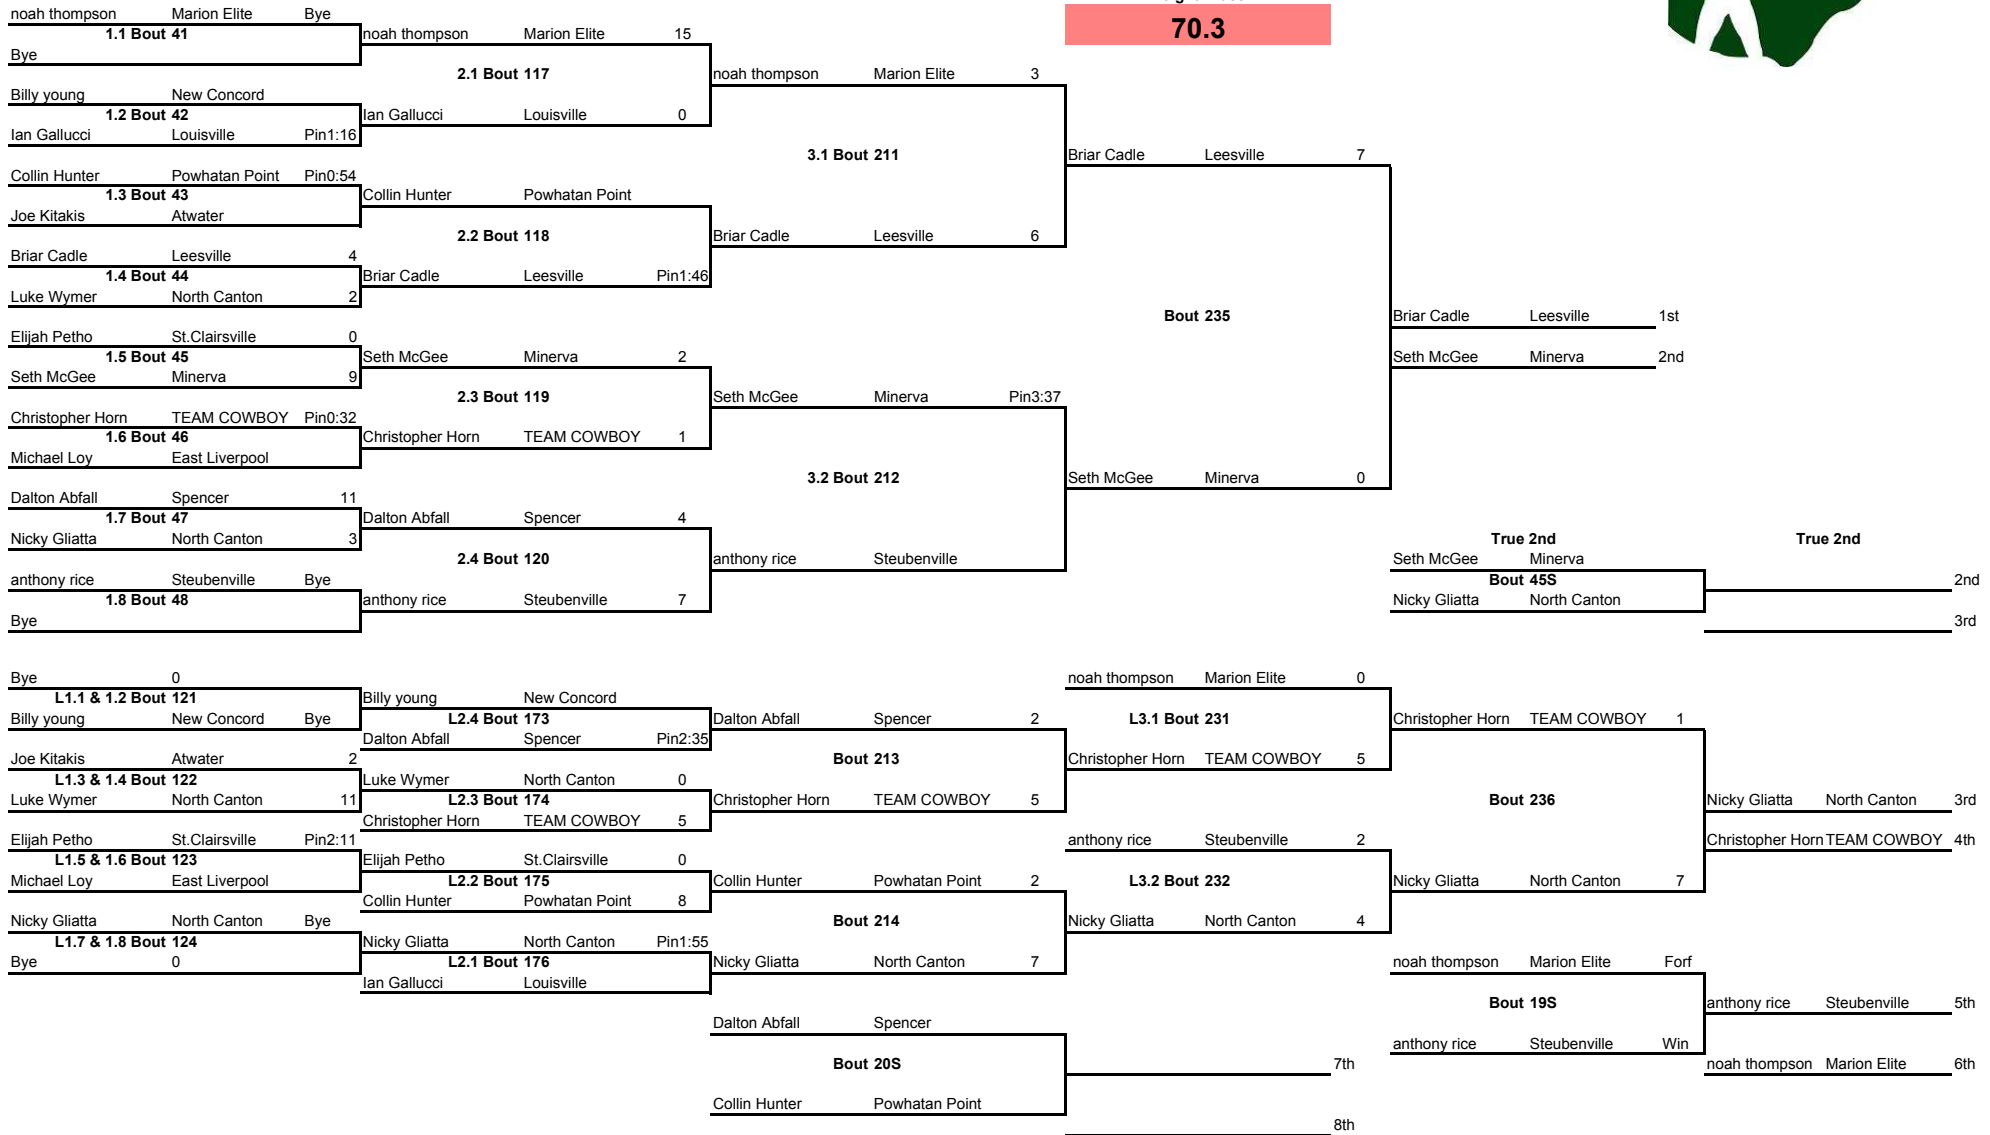 70.3
noah thompson Marion Elite Bye
1.1 Bout 41
Bye
Billy young New Concord
1.2 Bout 42
Ian Gallucci Louisville Pin1:16
Collin Hunter Powhatan Point Pin0:54
1.3 Bout 43
Joe Kitakis Atwater
Briar Cadle Leesville 4
1.4 Bout 44
Luke Wymer North Canton 2
Elijah Petho St.Clairsville 0
1.5 Bout 45
Seth McGee Minerva 9
Christopher Horn TEAM COWBOY Pin0:32
1.6 Bout 46
Michael Loy East Liverpool
Dalton Abfall Spencer 11
1.7 Bout 47
Nicky Gliatta North Canton 3
anthony rice Steubenville Bye
1.8 Bout 48
Bye
noah thompson Marion Elite 15
2.1 Bout 117
Ian Gallucci Louisville 0
Collin Hunter Powhatan Point
2.2 Bout 118
Briar Cadle Leesville Pin1:46
Seth McGee Minerva 2
2.3 Bout 119
Christopher Horn TEAM COWBOY 1
Dalton Abfall Spencer 4
2.4 Bout 120
anthony rice Steubenville 7
noah thompson Marion Elite 3
3.1 Bout 211
Briar Cadle Leesville 6
Seth McGee Minerva Pin3:37
3.2 Bout 212
anthony rice Steubenville
Briar Cadle Leesville 7
Bout 235
Seth McGee Minerva 0
Briar Cadle Leesville 1st
Seth McGee Minerva 2nd
True 2nd True 2nd
Seth McGee Minerva
Bout 45S
Nicky Gliatta North Canton
2nd
3rd
Bye 0
L1.1 & 1.2 Bout 121
Billy young New Concord Bye
Joe Kitakis Atwater 2
L1.3 & 1.4 Bout 122
Luke Wymer North Canton 11
Elijah Petho St.Clairsville Pin2:11
L1.5 & 1.6 Bout 123
Michael Loy East Liverpool
Nicky Gliatta North Canton Bye
L1.7 & 1.8 Bout 124
Bye 0
Billy young New Concord
L2.4 Bout 173
Dalton Abfall Spencer Pin2:35
Luke Wymer North Canton 0
L2.3 Bout 174
Christopher Horn TEAM COWBOY 5
Elijah Petho St.Clairsville 0
L2.2 Bout 175
Collin Hunter Powhatan Point 8
Nicky Gliatta North Canton Pin1:55
L2.1 Bout 176
Ian Gallucci Louisville
Dalton Abfall Spencer 2
Bout 213
Christopher Horn TEAM COWBOY 5
Collin Hunter Powhatan Point 2
Bout 214
Nicky Gliatta North Canton 7
Dalton Abfall Spencer
Bout 20S
Collin Hunter Powhatan Point
7th
8th
noah thompson Marion Elite 0
L3.1 Bout 231
Christopher Horn TEAM COWBOY 5
anthony rice Steubenville 2
L3.2 Bout 232
Nicky Gliatta North Canton 4
Christopher Horn TEAM COWBOY 1
Bout 236
Nicky Gliatta North Canton 7
Nicky Gliatta North Canton 3rd
Christopher Horn TEAM COWBOY 4th
noah thompson Marion Elite Forf
Bout 19S
anthony rice Steubenville Win
anthony rice Steubenville 5th
noah thompson Marion Elite 6th